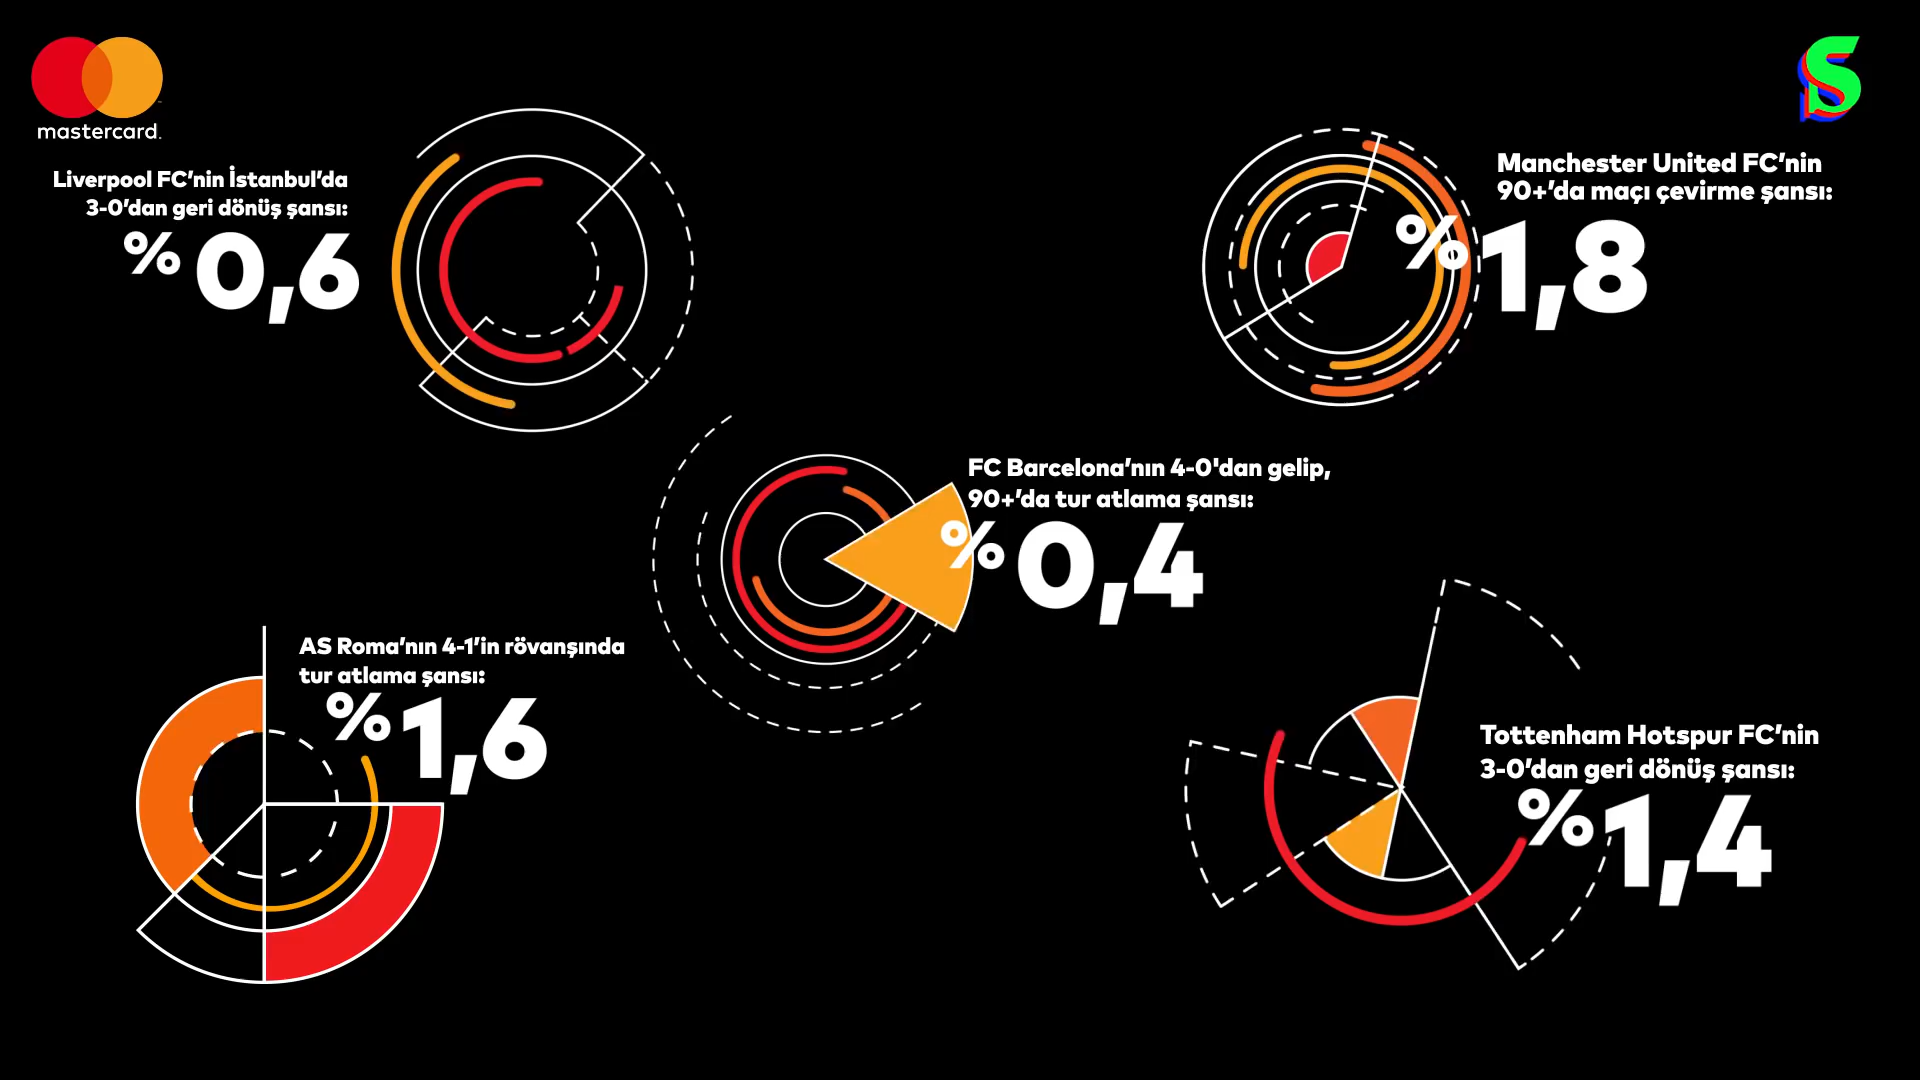 mastercard.
Liverpool FC’nin İstanbul’da
3-0’dan geri dönüş şansı:
%0,6
Manchester United FC’nin
90+’da maçı çevirme şansı:
%1,8
FC Barcelona’nın 4-0'dan gelip,
90+’da tur atlama şansı:
%0,4
AS Roma’nın 4-1’in rövanşında
tur atlama şansı:
%1,6
Tottenham Hotspur FC’nin
3-0’dan geri dönüş şansı:
%1,4